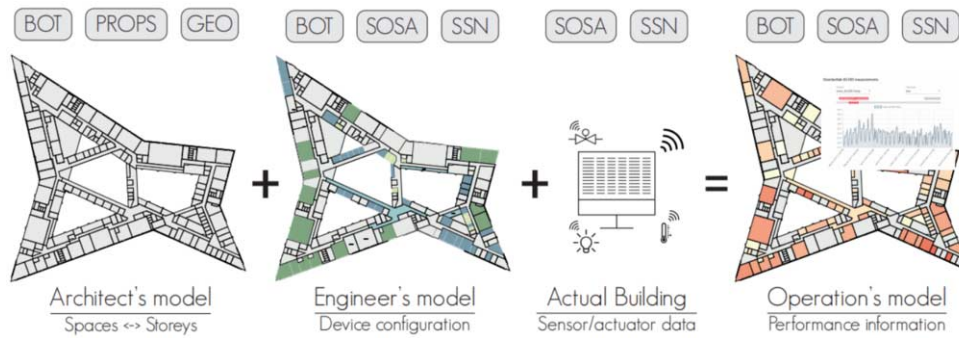 BOT PROPS GEO BOT SOSA SSN SOSA SSN BOT SOSA SSN
+ + =
Architect's model Engineer's model Actual Building Operation's model
Spaces <-> Storeys Device configuration Sensor/actuator data Performance information